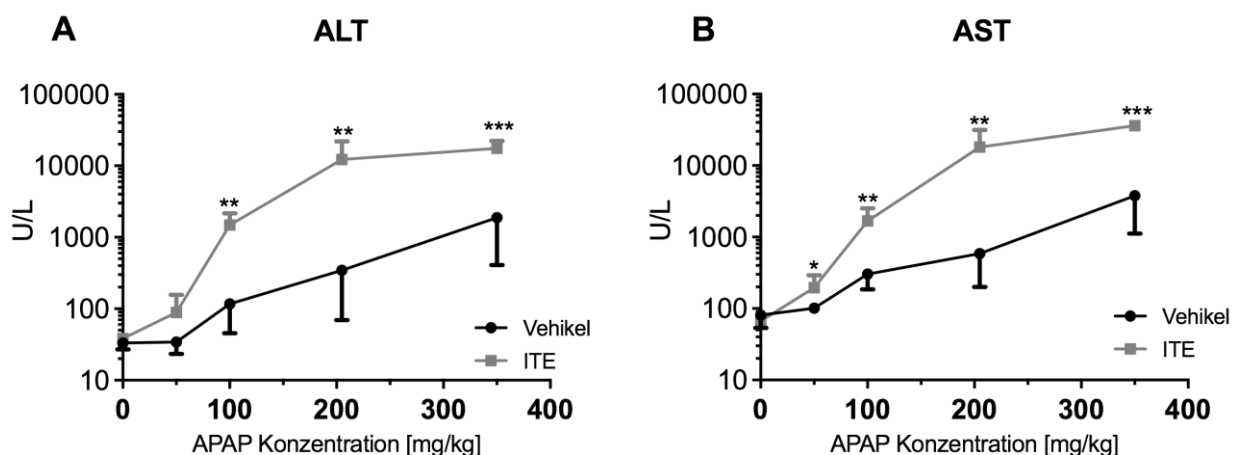 A ALT
100000
10000
1000
100
10
U/L
** ** ***
Vehikel
ITE
0 100 200 300 400
APAP Konzentration [mg/kg]
B AST
100000
10000
1000
100
10
U/L
* ** ** ***
Vehikel
ITE
0 100 200 300 400
APAP Konzentration [mg/kg]